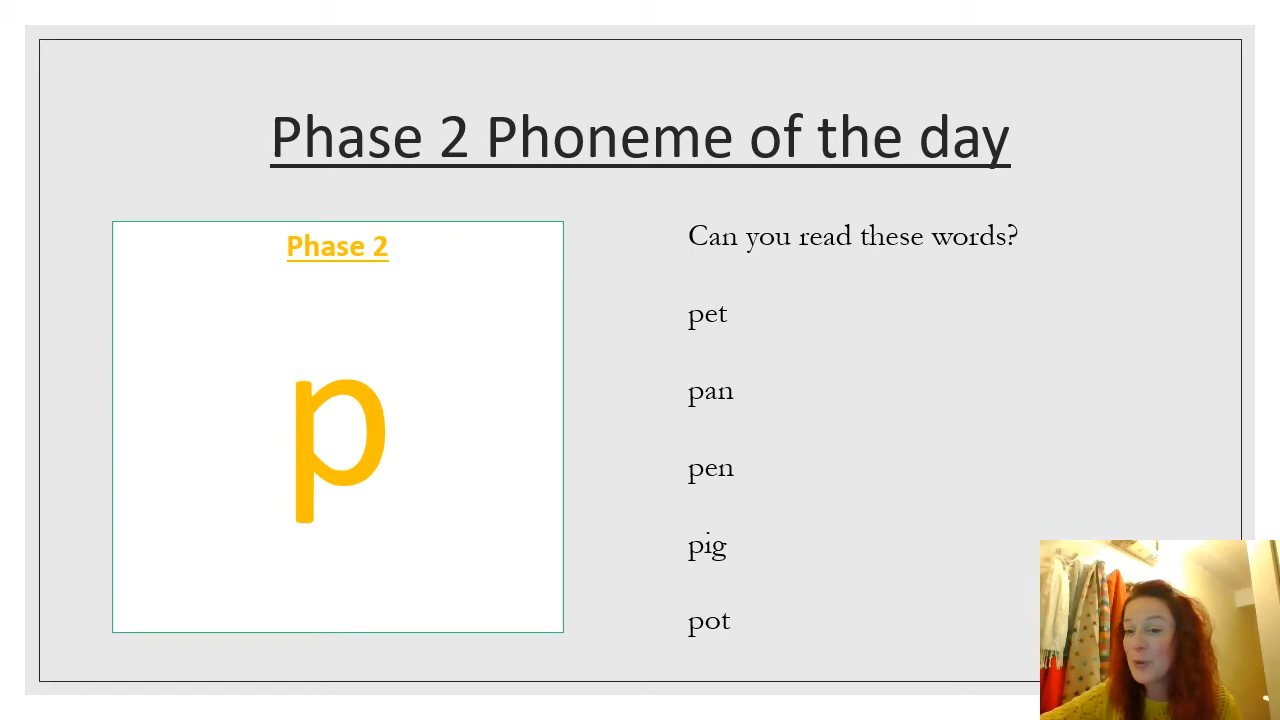 Phase 2 Phoneme of the day
Phase 2
p
Can you read these words?
pet
pan
pen
pig
pot